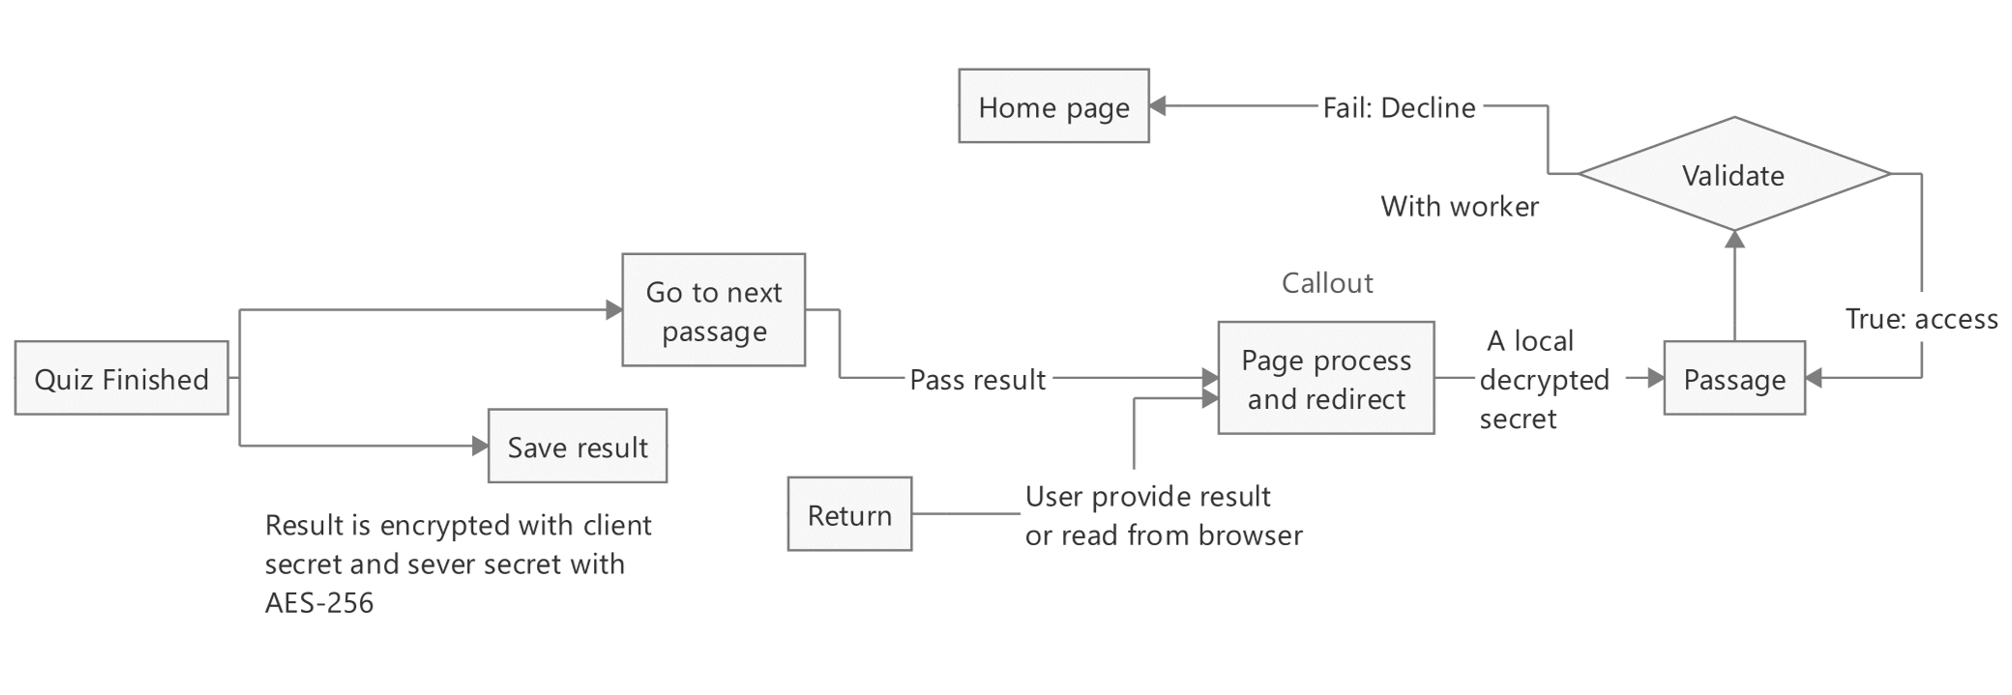 Home page
Fail: Decline
Validate
With worker
Callout
True: access
Go to next
passage
Quiz Finished
Pass result
Page process
and redirect
A local
decrypted
secret
Passage
Save result
Return
User provide result
or read from browser
Result is encrypted with client
secret and sever secret with
AES-256